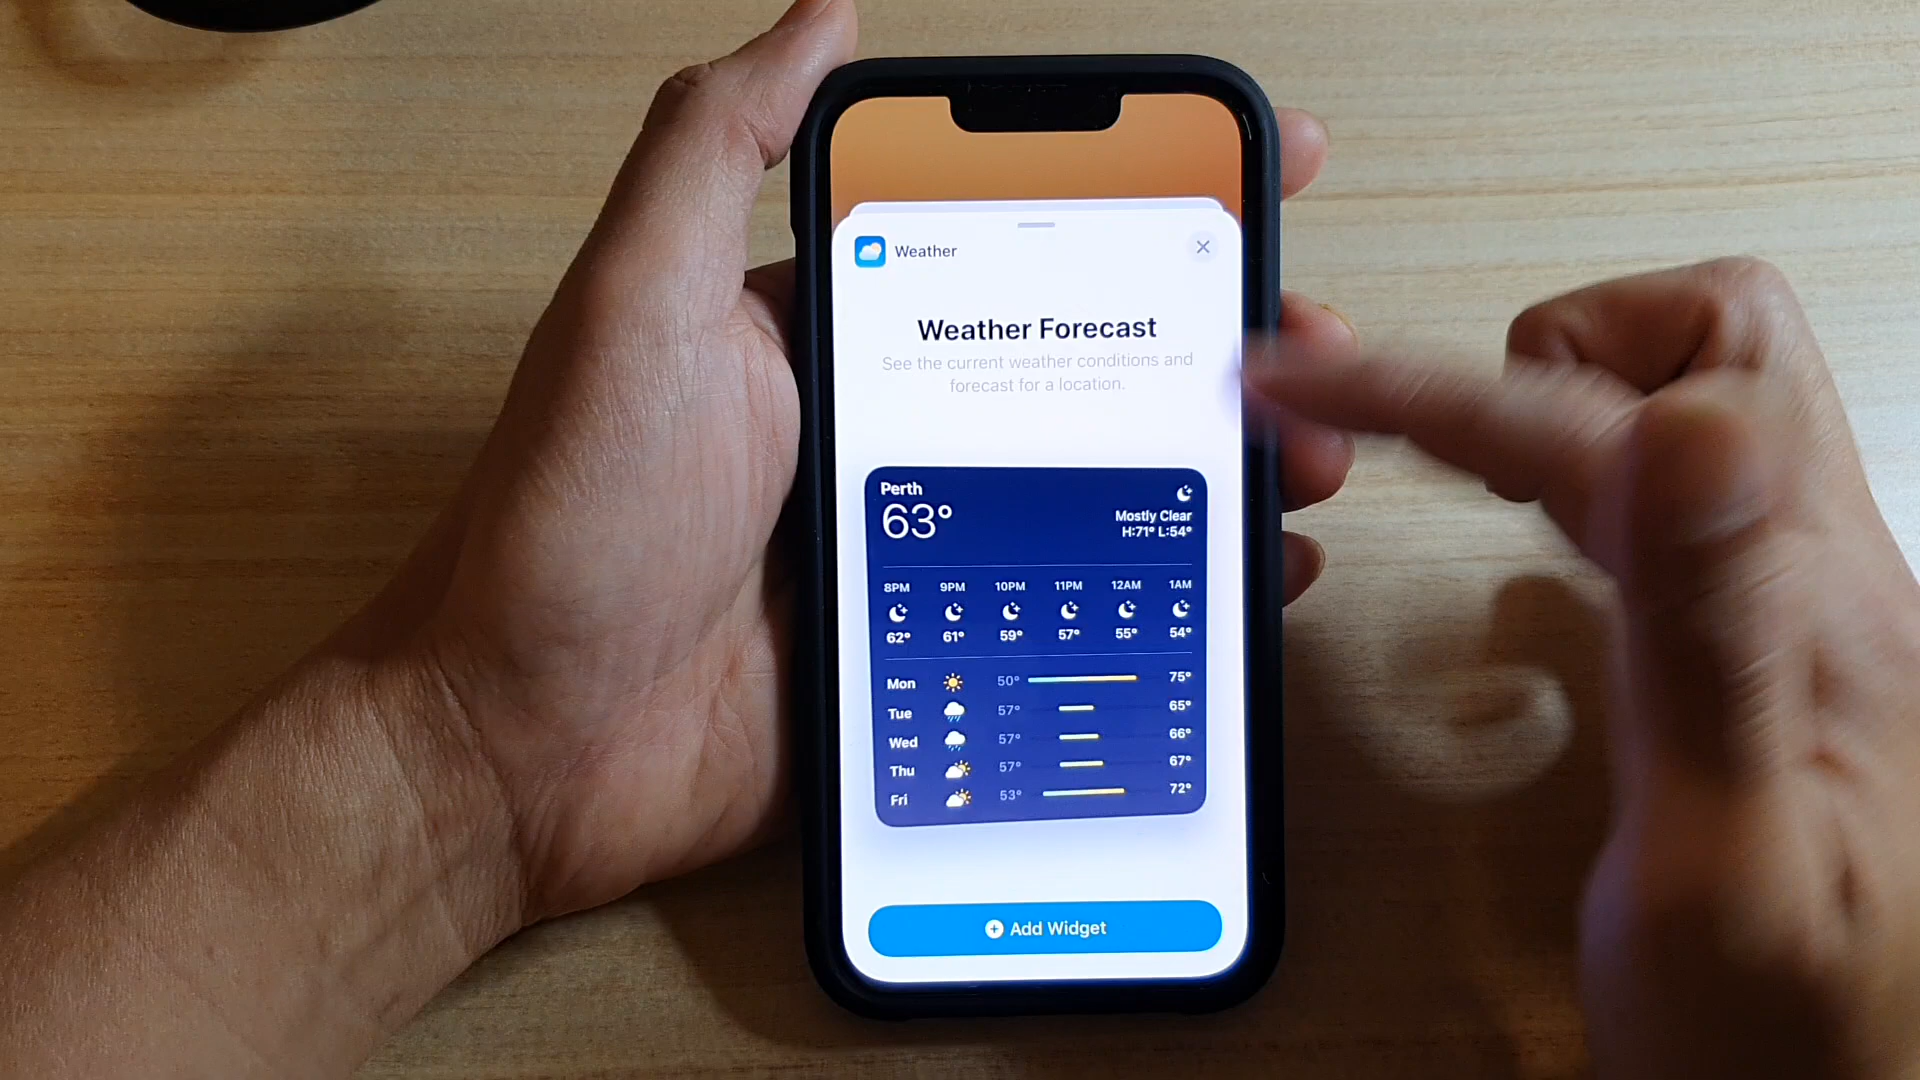 Weather
Weather Forecast
See the current weather conditions and
forecast for a location.
Perth
63°
Mostly Clear
H:71° L:54°
8PM 9PM 10PM 11PM 12AM 1AM
62° 61° 59° 57° 55° 54°
Mon 50° 75°
Tue 57° 65°
Wed 57° 66°
Thu 57° 67°
Fri 53° 72°
Add Widget